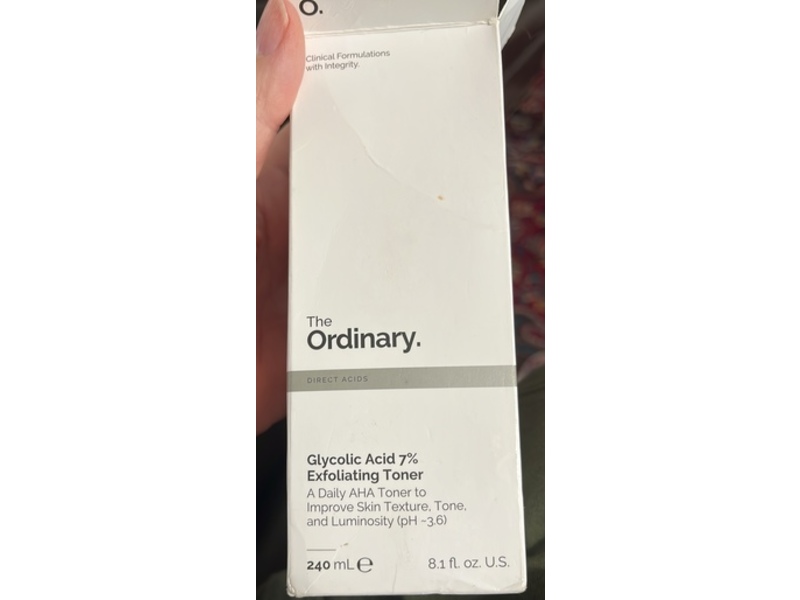 O.
Clinical Formulations
with Integrity.
The
Ordinary.
DIRECT ACIDS
Glycolic Acid 7%
Exfoliating Toner
A Daily AHA Toner to
Improve Skin Texture, Tone,
and Luminosity (pH ~3.6)
240 mL ℮ 8.1 fl. oz. U.S.